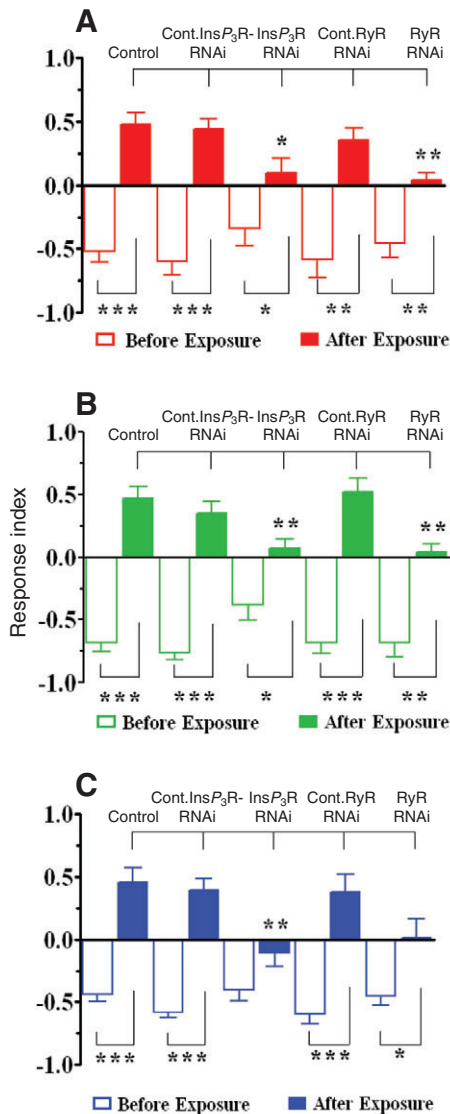 A
Control
Cont.InsP₃R- InsP₃R Cont.RyR RyR
RNAi RNAi RNAi RNAi
1.0
0.5
0.0
-0.5
-1.0
* **
*** *** * ** **
Before Exposure After Exposure
B
Cont.InsP₃R- InsP₃R Cont.RyR RyR
Control RNAi RNAi RNAi RNAi
1.0
0.5
0.0
-0.5
-1.0
Response index
** **
*** *** * *** **
Before Exposure After Exposure
C
Cont.InsP₃R- InsP₃R Cont.RyR RyR
Control RNAi RNAi RNAi RNAi
1.0
0.5
0.0
-0.5
-1.0
**
*** *** *** *
Before Exposure After Exposure